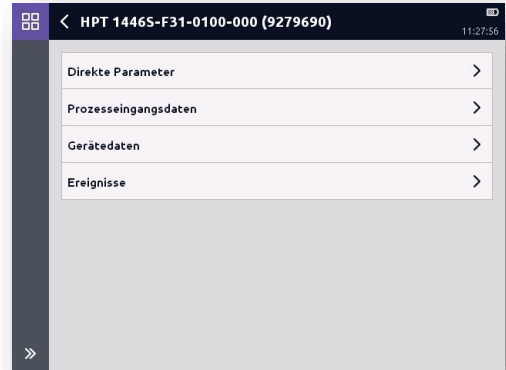 HPT 1446S-F31-0100-000 (9279690)
11:27:56
Direkte Parameter
Prozesseingangsdaten
Gerätedaten
Ereignisse